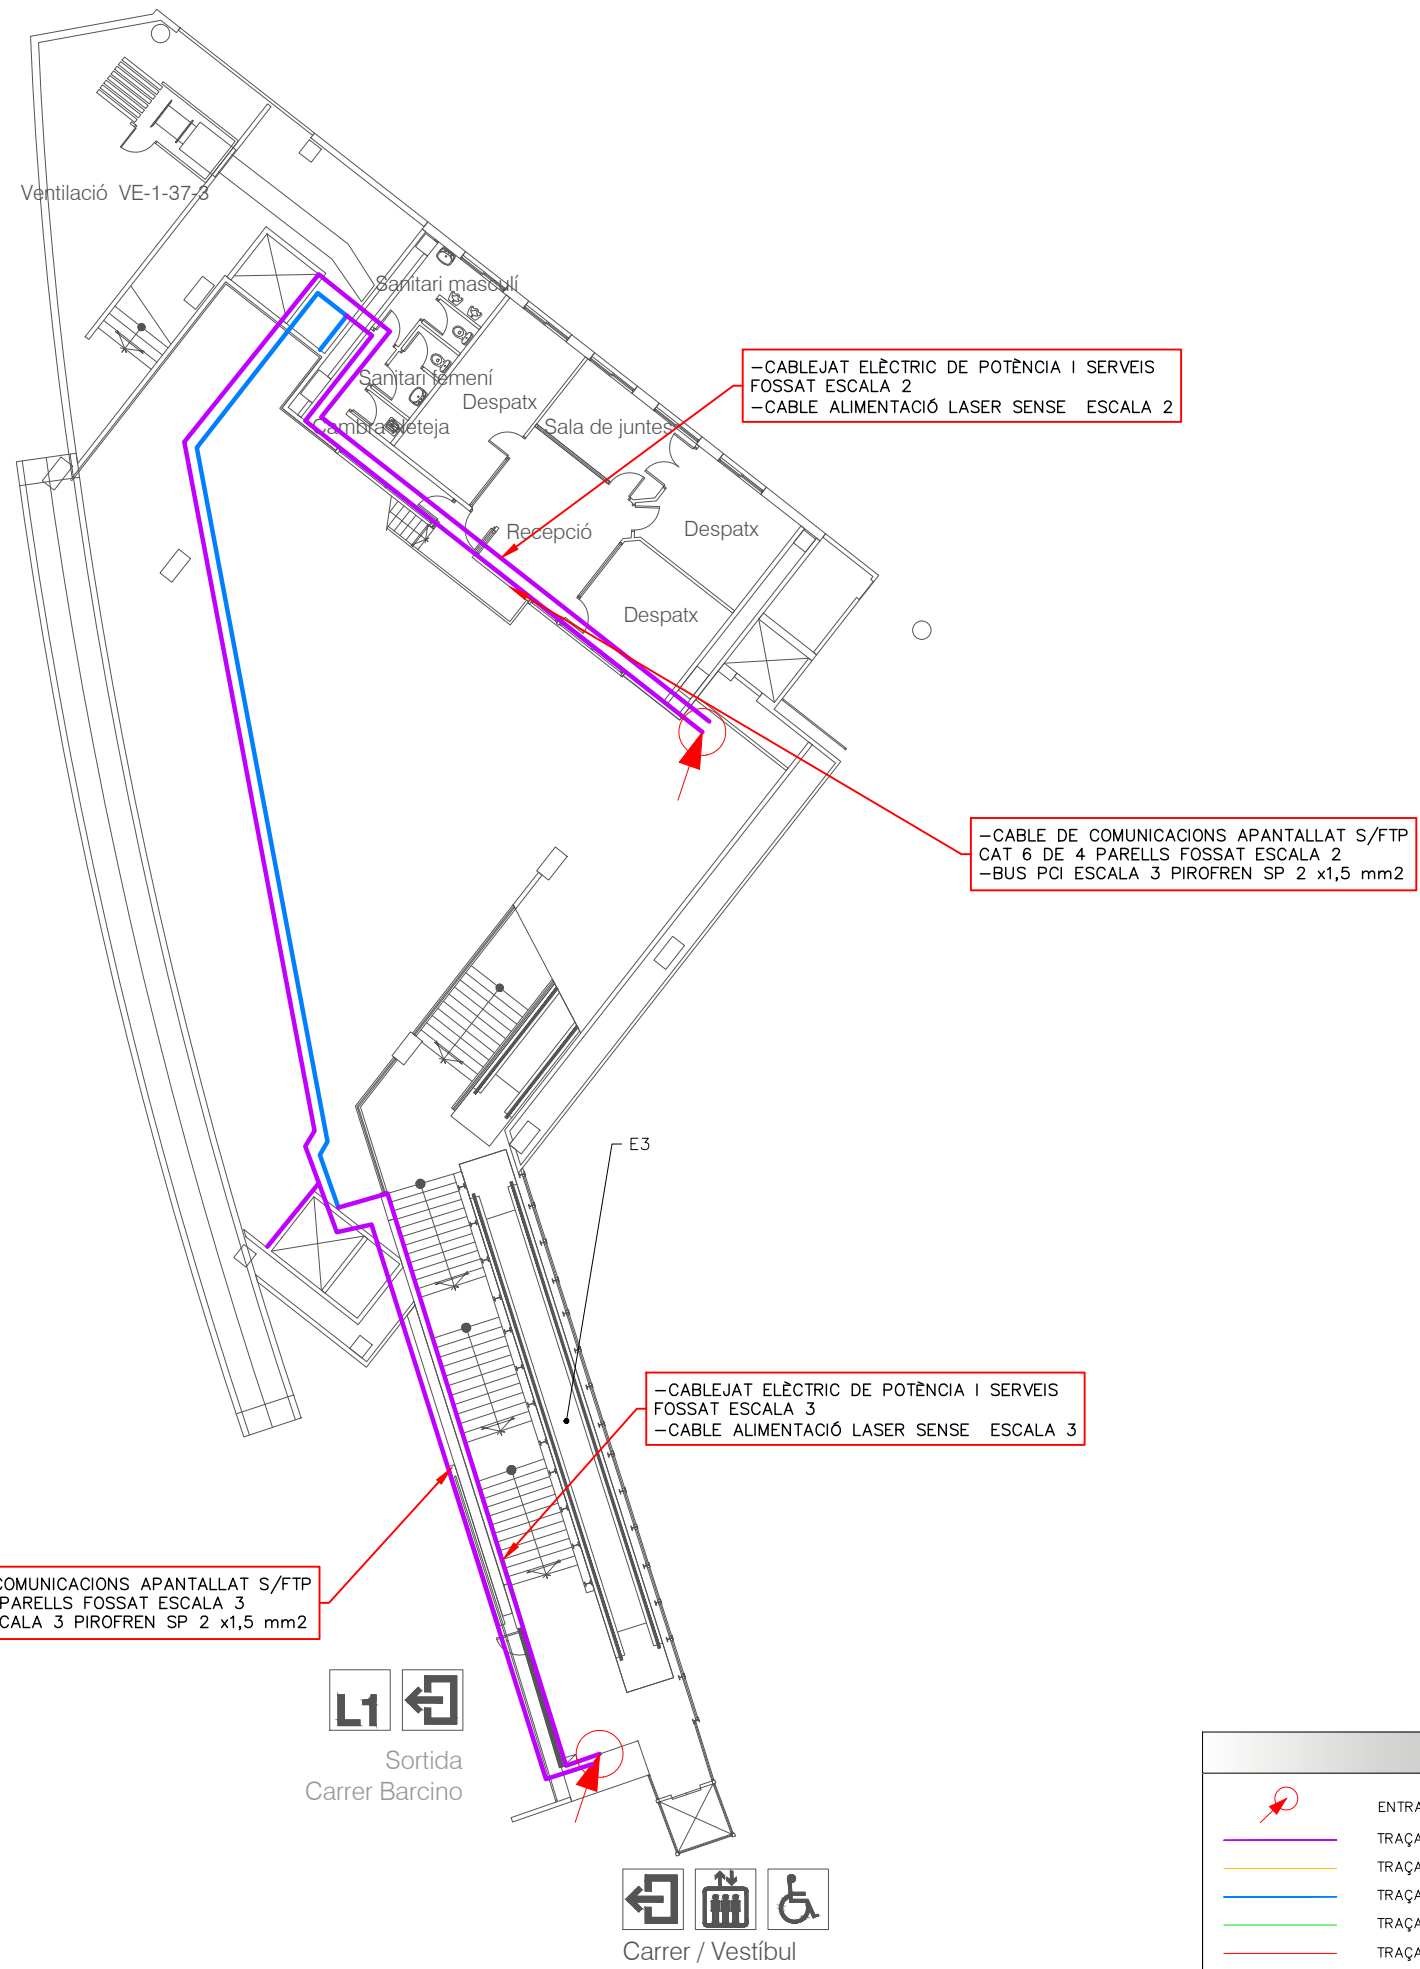 Ventilació VE-1-37-3
Sanitari masculí
Sanitari femení
Despatx
Cambra neteja
Sala de juntes
Recepció
Despatx
Despatx
-CABLEJAT ELÈCTRIC DE POTÈNCIA I SERVEIS
FOSSAT ESCALA 2
-CABLE ALIMENTACIÓ LASER SENSE ESCALA 2
-CABLE DE COMUNICACIONS APANTALLAT S/FTP
CAT 6 DE 4 PARELLS FOSSAT ESCALA 2
-BUS PCI ESCALA 3 PIROFREN SP 2 x1,5 mm2
E3
-CABLEJAT ELÈCTRIC DE POTÈNCIA I SERVEIS
FOSSAT ESCALA 3
-CABLE ALIMENTACIÓ LASER SENSE ESCALA 3
COMUNICACIONS APANTALLAT S/FTP
PARELLS FOSSAT ESCALA 3
CALA 3 PIROFREN SP 2 x1,5 mm2
L1
Sortida
Carrer Barcino
Carrer / Vestíbul
ENTRA
TRAÇA
TRAÇA
TRAÇA
TRAÇA
TRAÇA